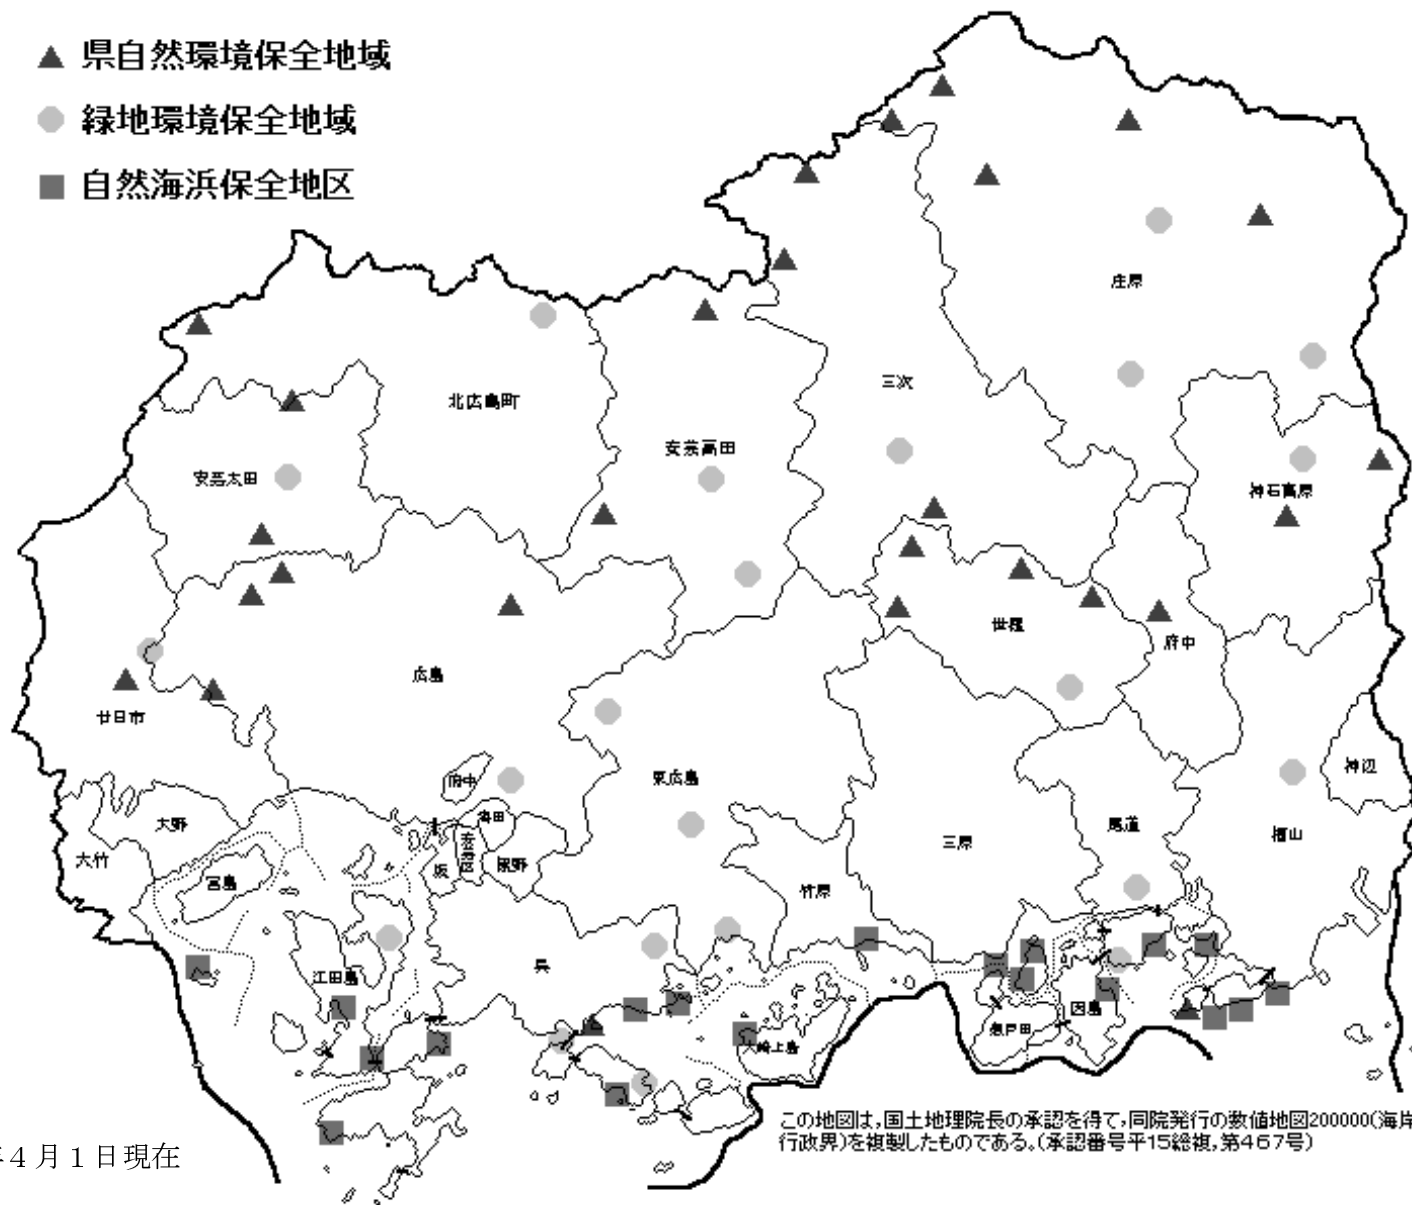 県自然環境保全地域
緑地環境保全地域
自然海浜保全地区
庄原
三次
北広島町
安芸高田
安芸太田
神石高原
世羅
府中
広島
廿日市
府中
東広島
神辺
海田
大野
安芸区
尾道
福山
三原
大竹
坂
熊野
宮島
竹原
呉
江田島
因島
瀬戸田
大崎上島
この地図は,国土地理院長の承認を得て,同院発行の数値地図200000(海岸
行政界)を複製したものである。(承認番号平15総複,第467号)
年4月1日現在